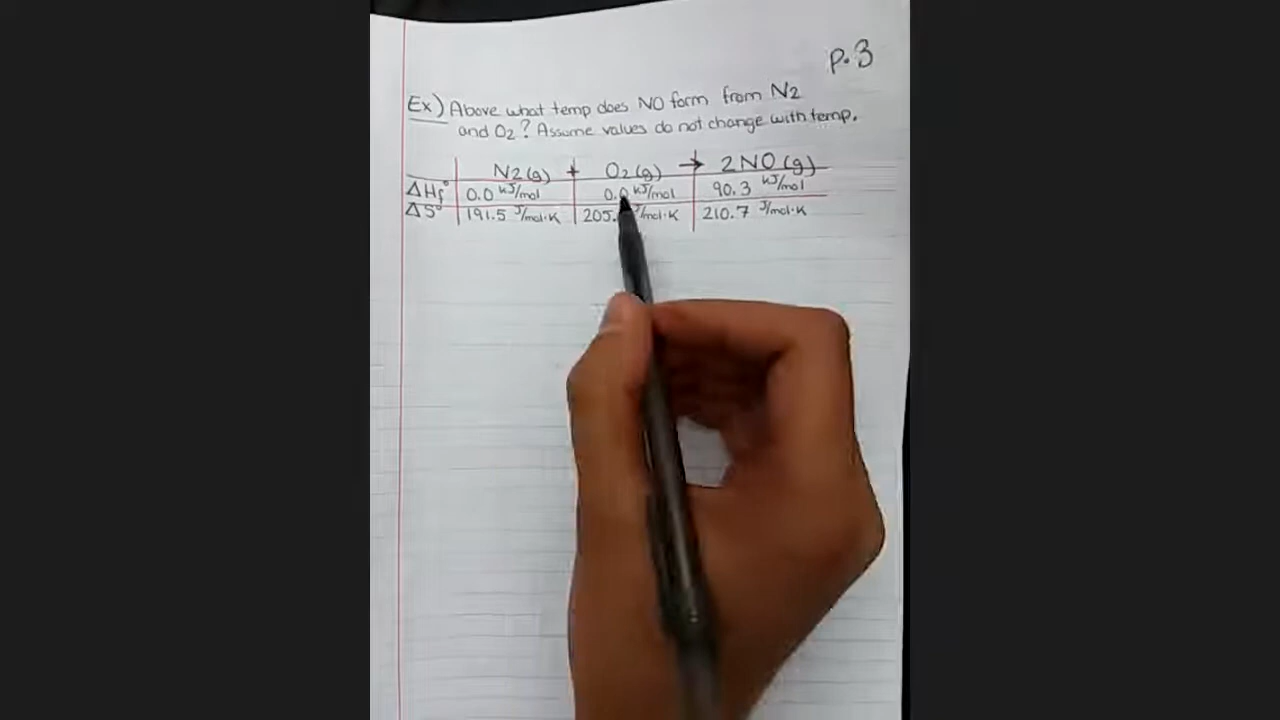 p.3
Ex) Above what temp does NO form from N2
and O2? Assume values do not change with temp.
N2(g) + O2(g) → 2NO(g)
ΔHf° 0.0 kJ/mol 0.0 kJ/mol 90.3 kJ/mol
ΔS° 191.5 J/mol·K 205. J/mol·K 210.7 J/mol·K